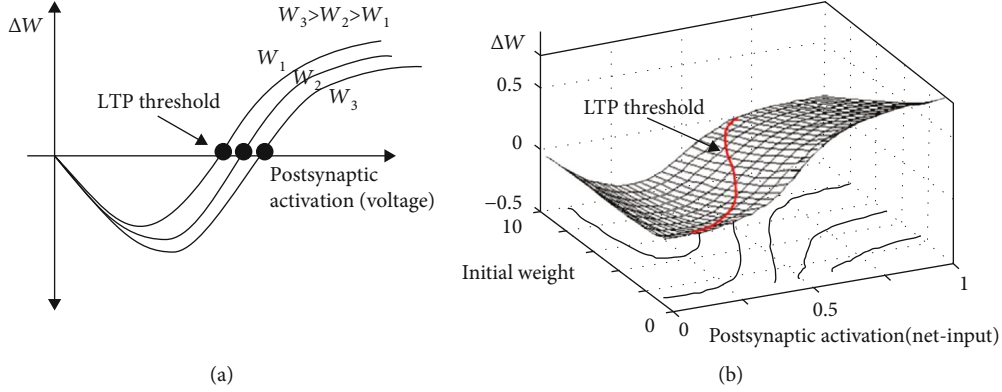 ΔW
W3>W2>W1
W1
W2
W3
LTP threshold
Postsynaptic
activation (voltage)
(a)
ΔW
0.5
0
−0.5
10
LTP threshold
Initial weight
0
0
0.5
1
Postsynaptic activation(net-input)
(b)